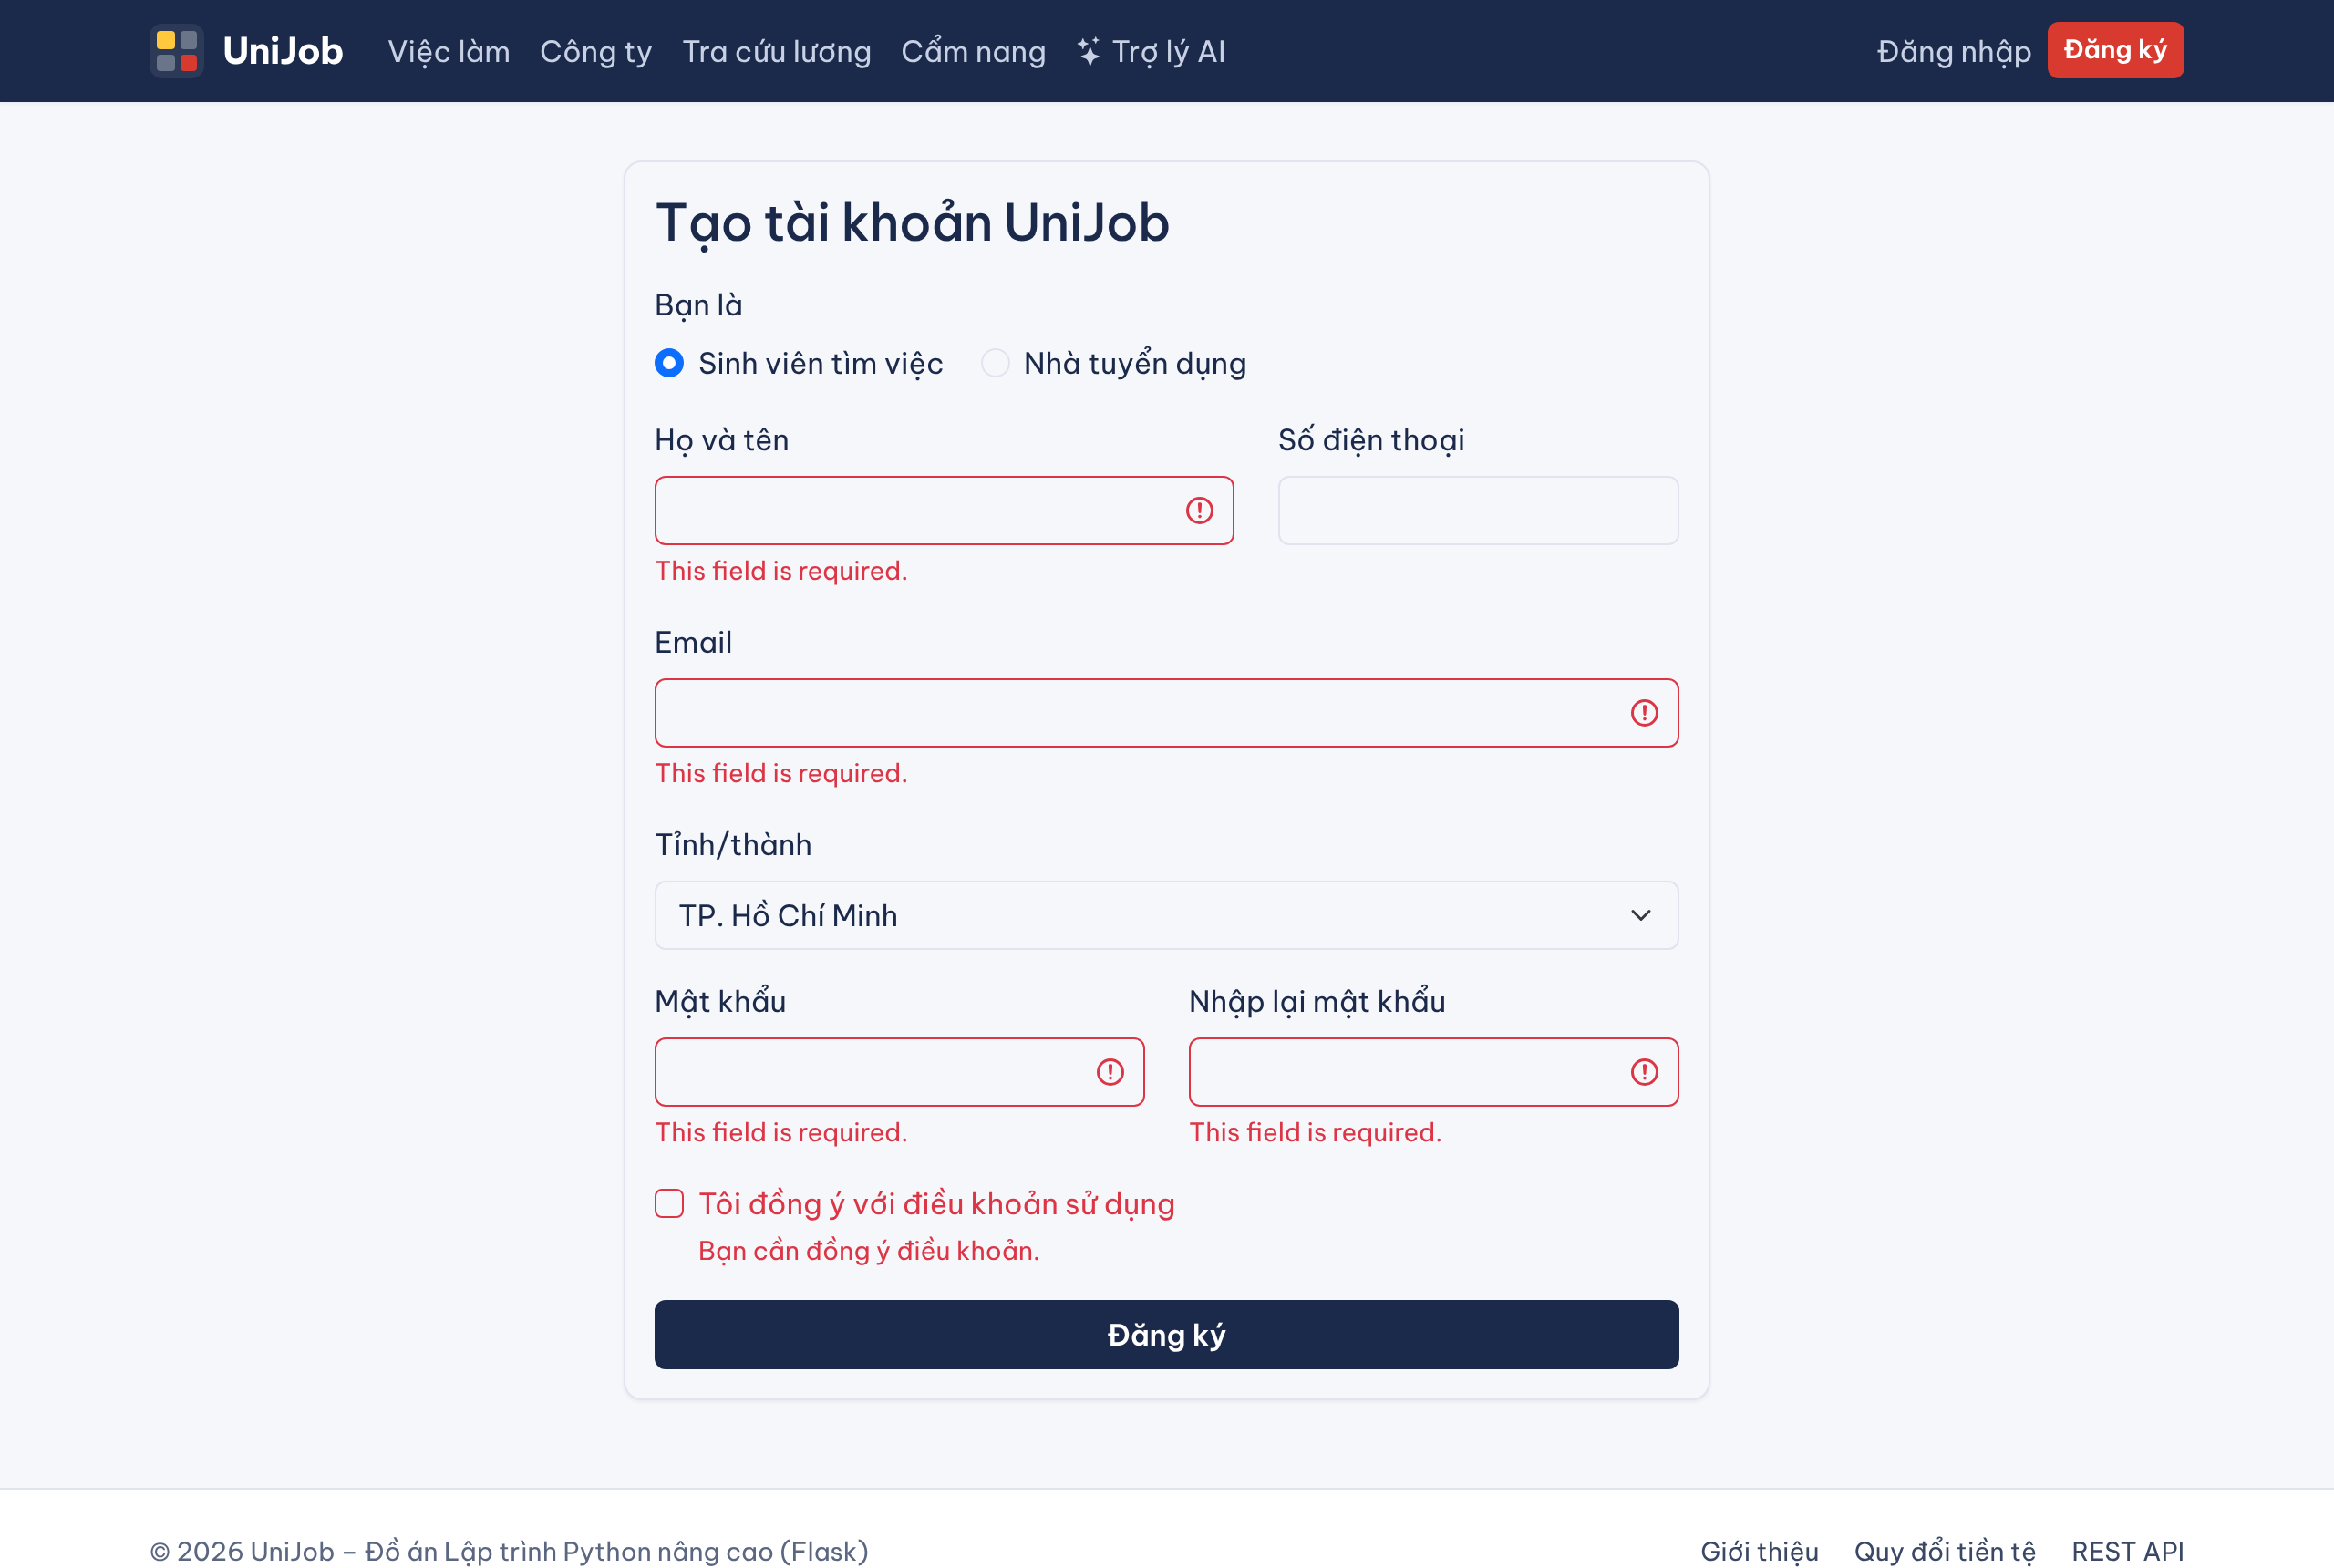 UniJob Việc làm Công ty Tra cứu lương Cẩm nang Trợ lý AI Đăng nhập Đăng ký
Tạo tài khoản UniJob
Bạn là
Sinh viên tìm việc Nhà tuyển dụng
Họ và tên Số điện thoại
This field is required.
Email
This field is required.
Tỉnh/thành
TP. Hồ Chí Minh
Mật khẩu Nhập lại mật khẩu
This field is required. This field is required.
Tôi đồng ý với điều khoản sử dụng
Bạn cần đồng ý điều khoản.
Đăng ký
© 2026 UniJob – Đồ án Lập trình Python nâng cao (Flask) Giới thiệu Quy đổi tiền tệ REST API